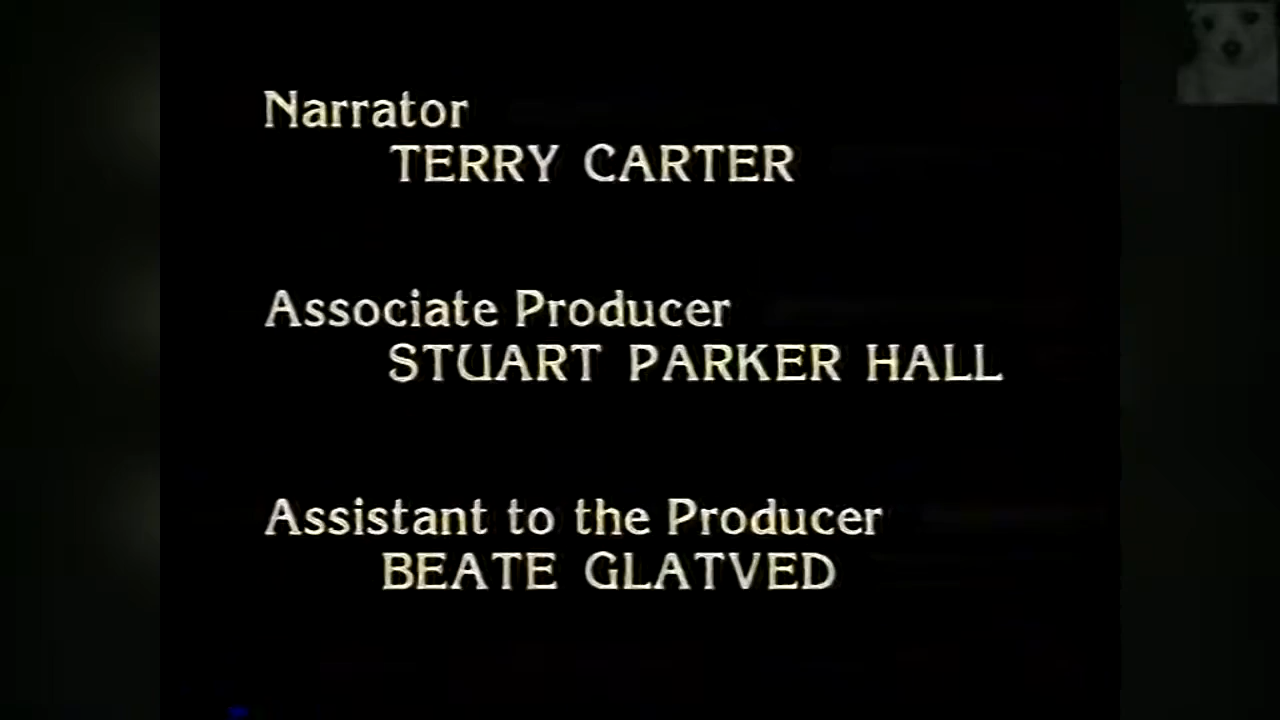 Narrator
TERRY CARTER
Associate Producer
STUART PARKER HALL
Assistant to the Producer
BEATE GLATVED